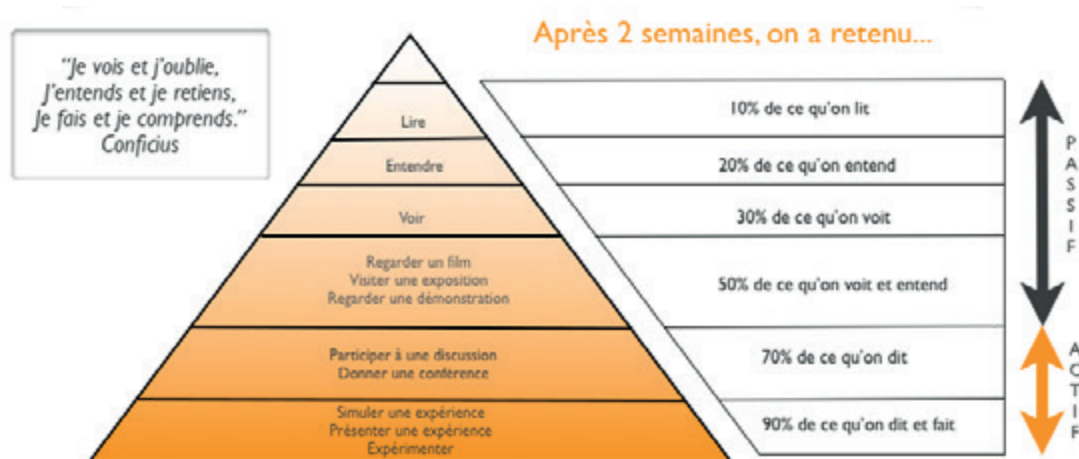 "Je vois et j'oublie,
J'entends et je retiens,
Je fais et je comprends."
Conficius
Après 2 semaines, on a retenu...
Lire
10% de ce qu'on lit
Entendre
20% de ce qu'on entend
Voir
30% de ce qu'on voit
Regarder un film
Visiter une exposition
Regarder une démonstration
50% de ce qu'on voit et entend
Participer à une discussion
Donner une conférence
70% de ce qu'on dit
Simuler une expérience
Présenter une expérience
Expérimenter
90% de ce qu'on dit et fait
PASSIF
ACTIF